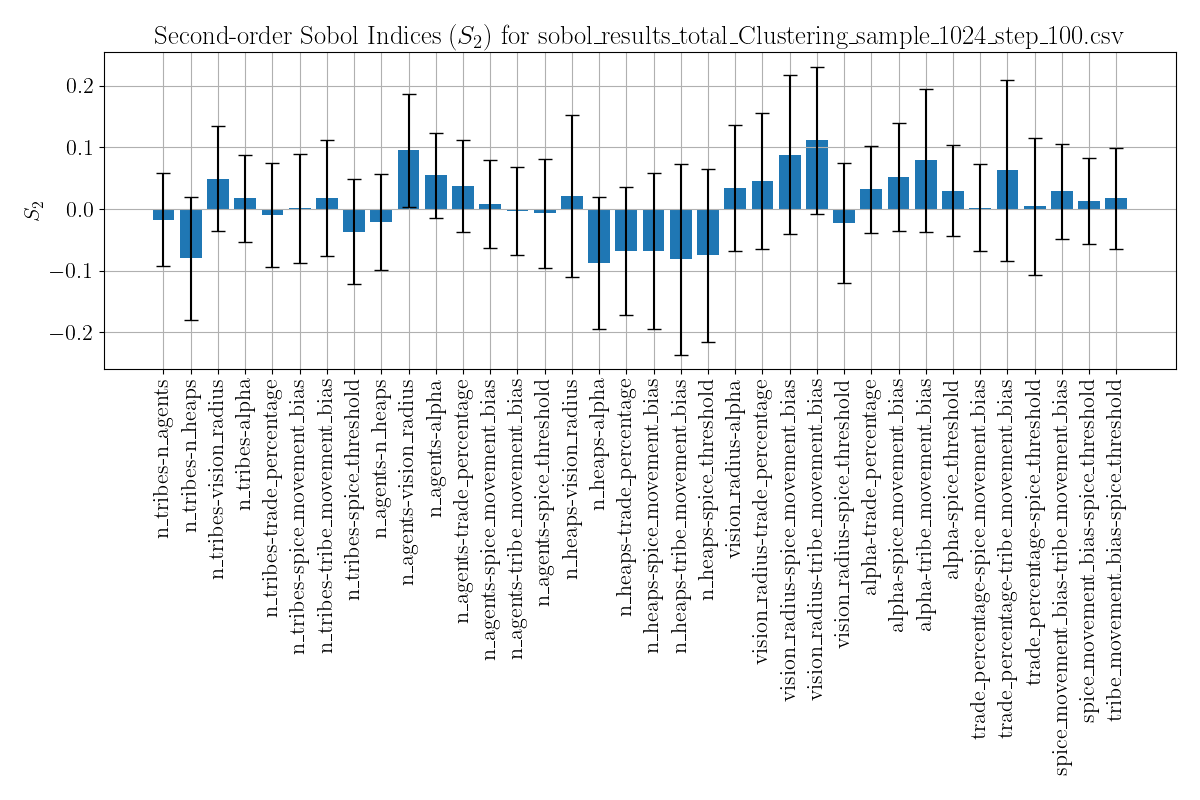 Second-order Sobol Indices (S₂) for sobol_results_total_Clustering_sample_1024_step_100.csv
S₂
0.2
0.1
0.0
−0.1
−0.2
n_tribes-n_agents
n_tribes-n_heaps
n_tribes-vision_radius
n_tribes-alpha
n_tribes-trade_percentage
n_tribes-spice_movement_bias
n_tribes-tribe_movement_bias
n_tribes-spice_threshold
n_agents-n_heaps
n_agents-vision_radius
n_agents-alpha
n_agents-trade_percentage
n_agents-spice_movement_bias
n_agents-tribe_movement_bias
n_agents-spice_threshold
n_heaps-vision_radius
n_heaps-alpha
n_heaps-trade_percentage
n_heaps-spice_movement_bias
n_heaps-tribe_movement_bias
n_heaps-spice_threshold
vision_radius-alpha
vision_radius-trade_percentage
vision_radius-spice_movement_bias
vision_radius-tribe_movement_bias
vision_radius-spice_threshold
alpha-trade_percentage
alpha-spice_movement_bias
alpha-tribe_movement_bias
alpha-spice_threshold
trade_percentage-spice_movement_bias
trade_percentage-tribe_movement_bias
trade_percentage-spice_threshold
spice_movement_bias-tribe_movement_bias
spice_movement_bias-spice_threshold
tribe_movement_bias-spice_threshold